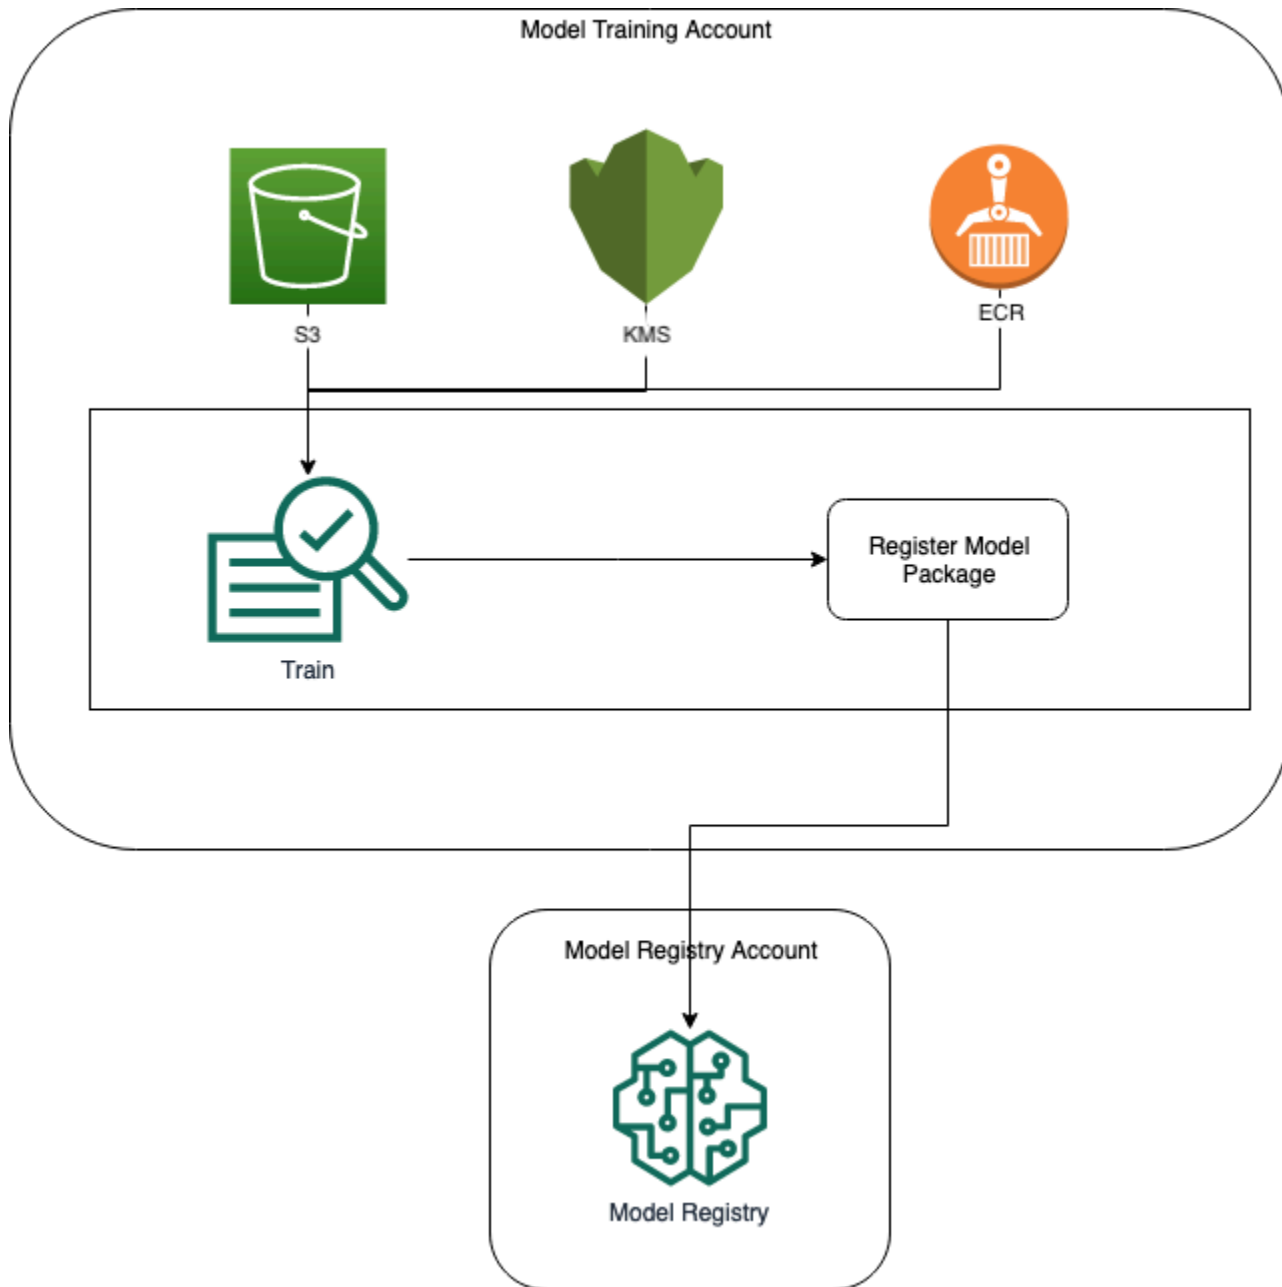 Model Training Account
S3
KMS
ECR
Train
Register Model
Package
Model Registry Account
Model Registry